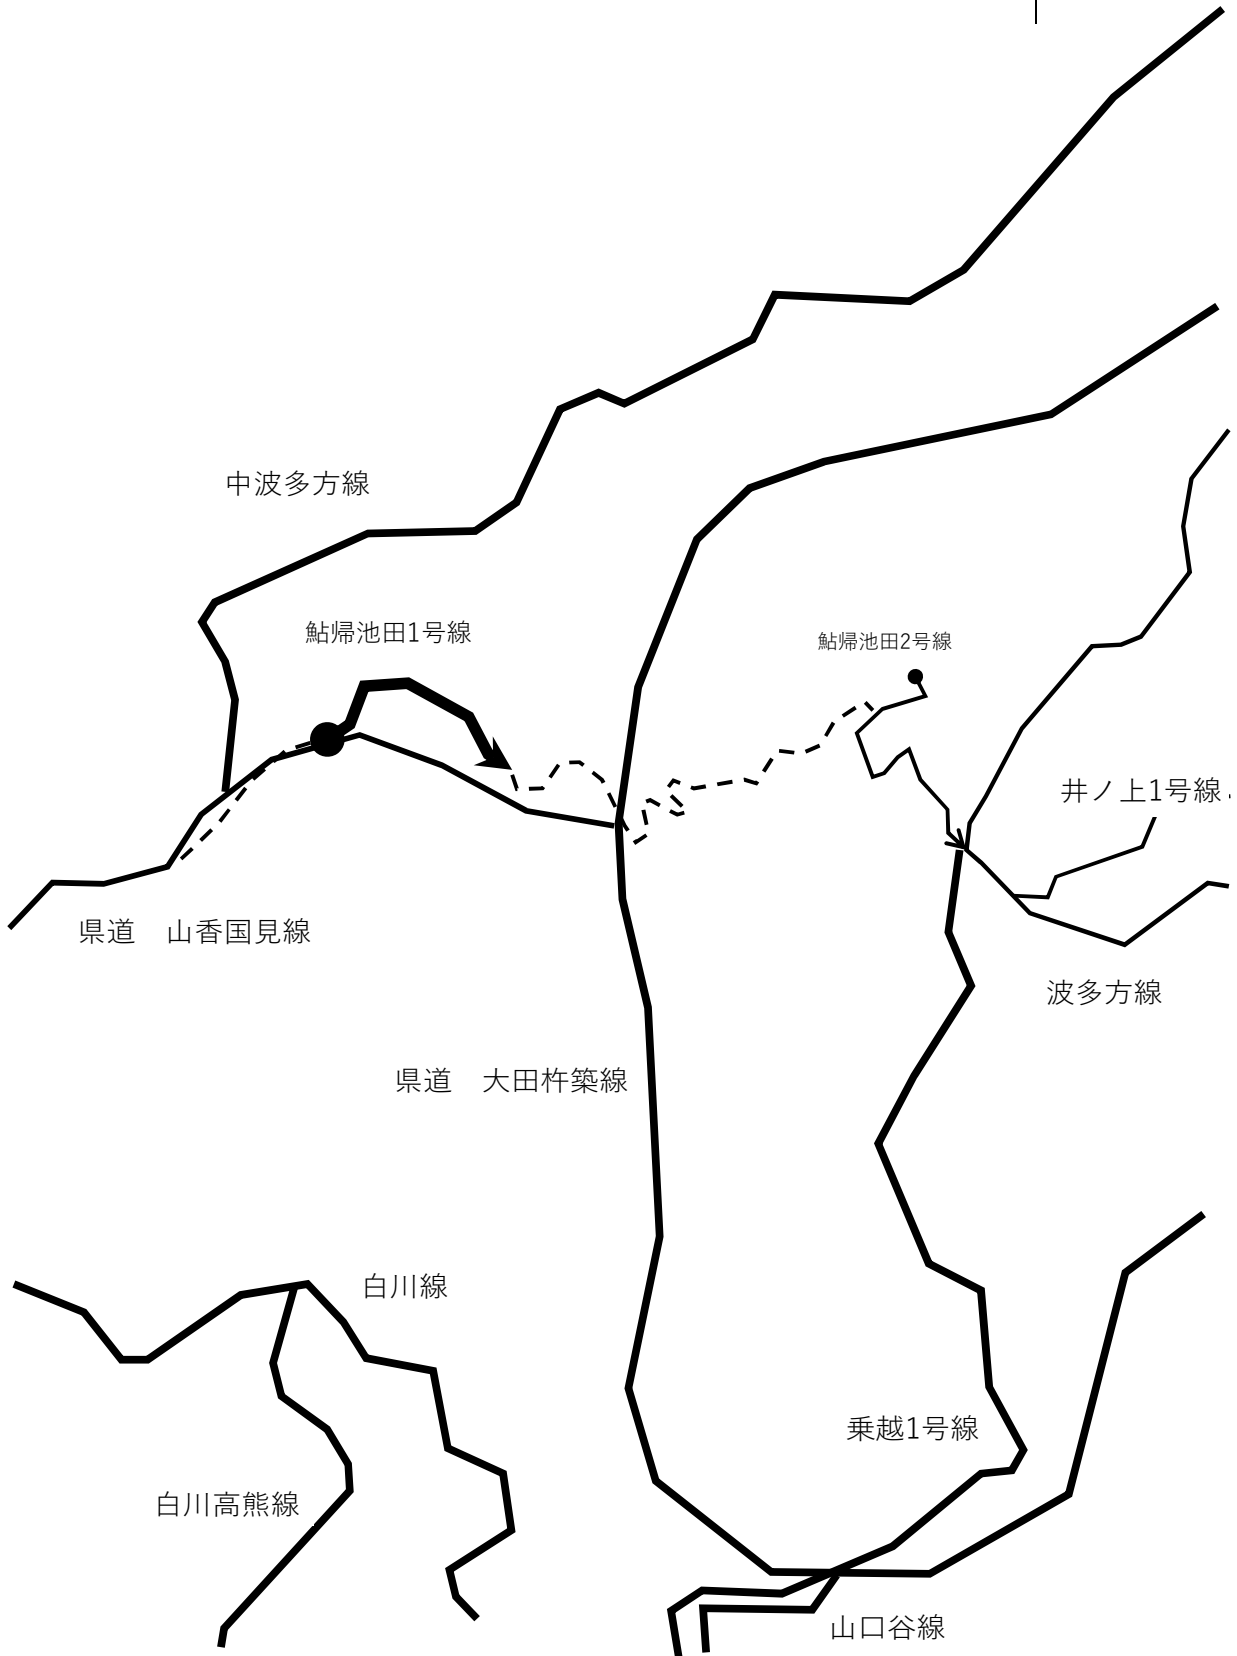 中波多方線
鮎帰池田1号線
鮎帰池田2号線
井ノ上1号線
県道　山香国見線
波多方線
県道　大田杵築線
白川線
乗越1号線
白川高熊線
山口谷線